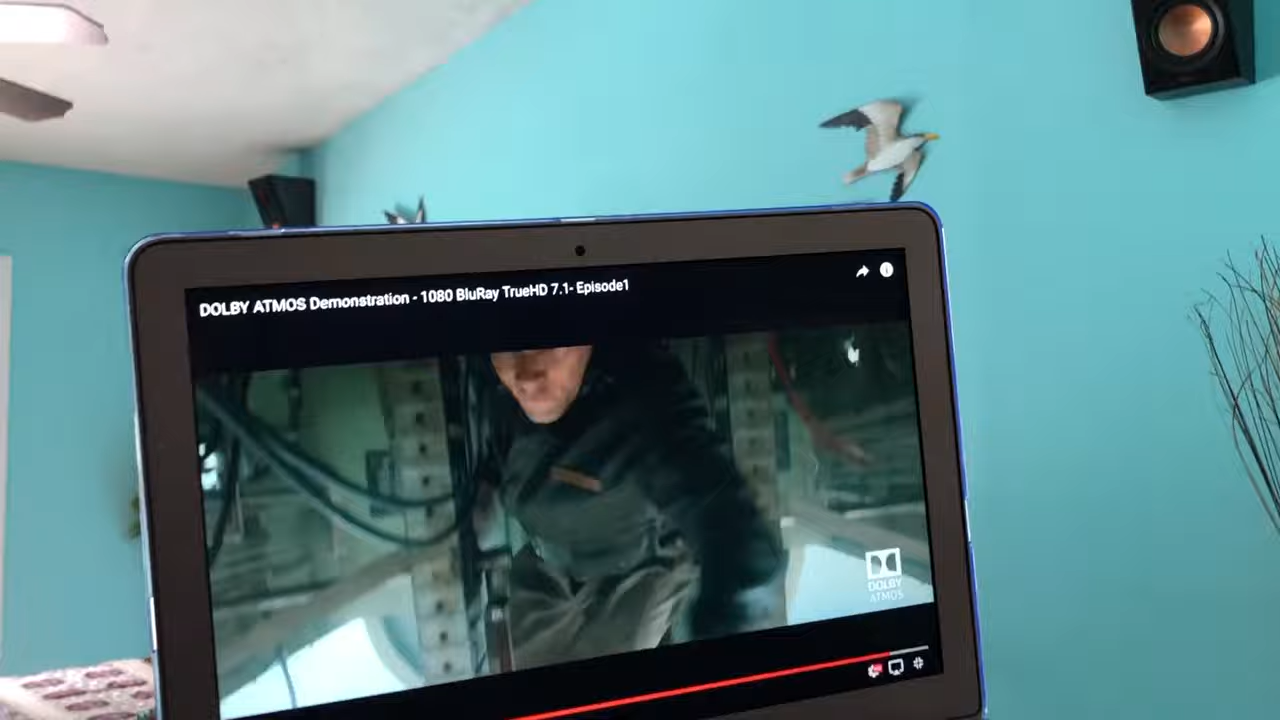 DOLBY ATMOS Demonstration - 1080 BluRay TrueHD 7.1- Episode1
DOLBY
ATMOS